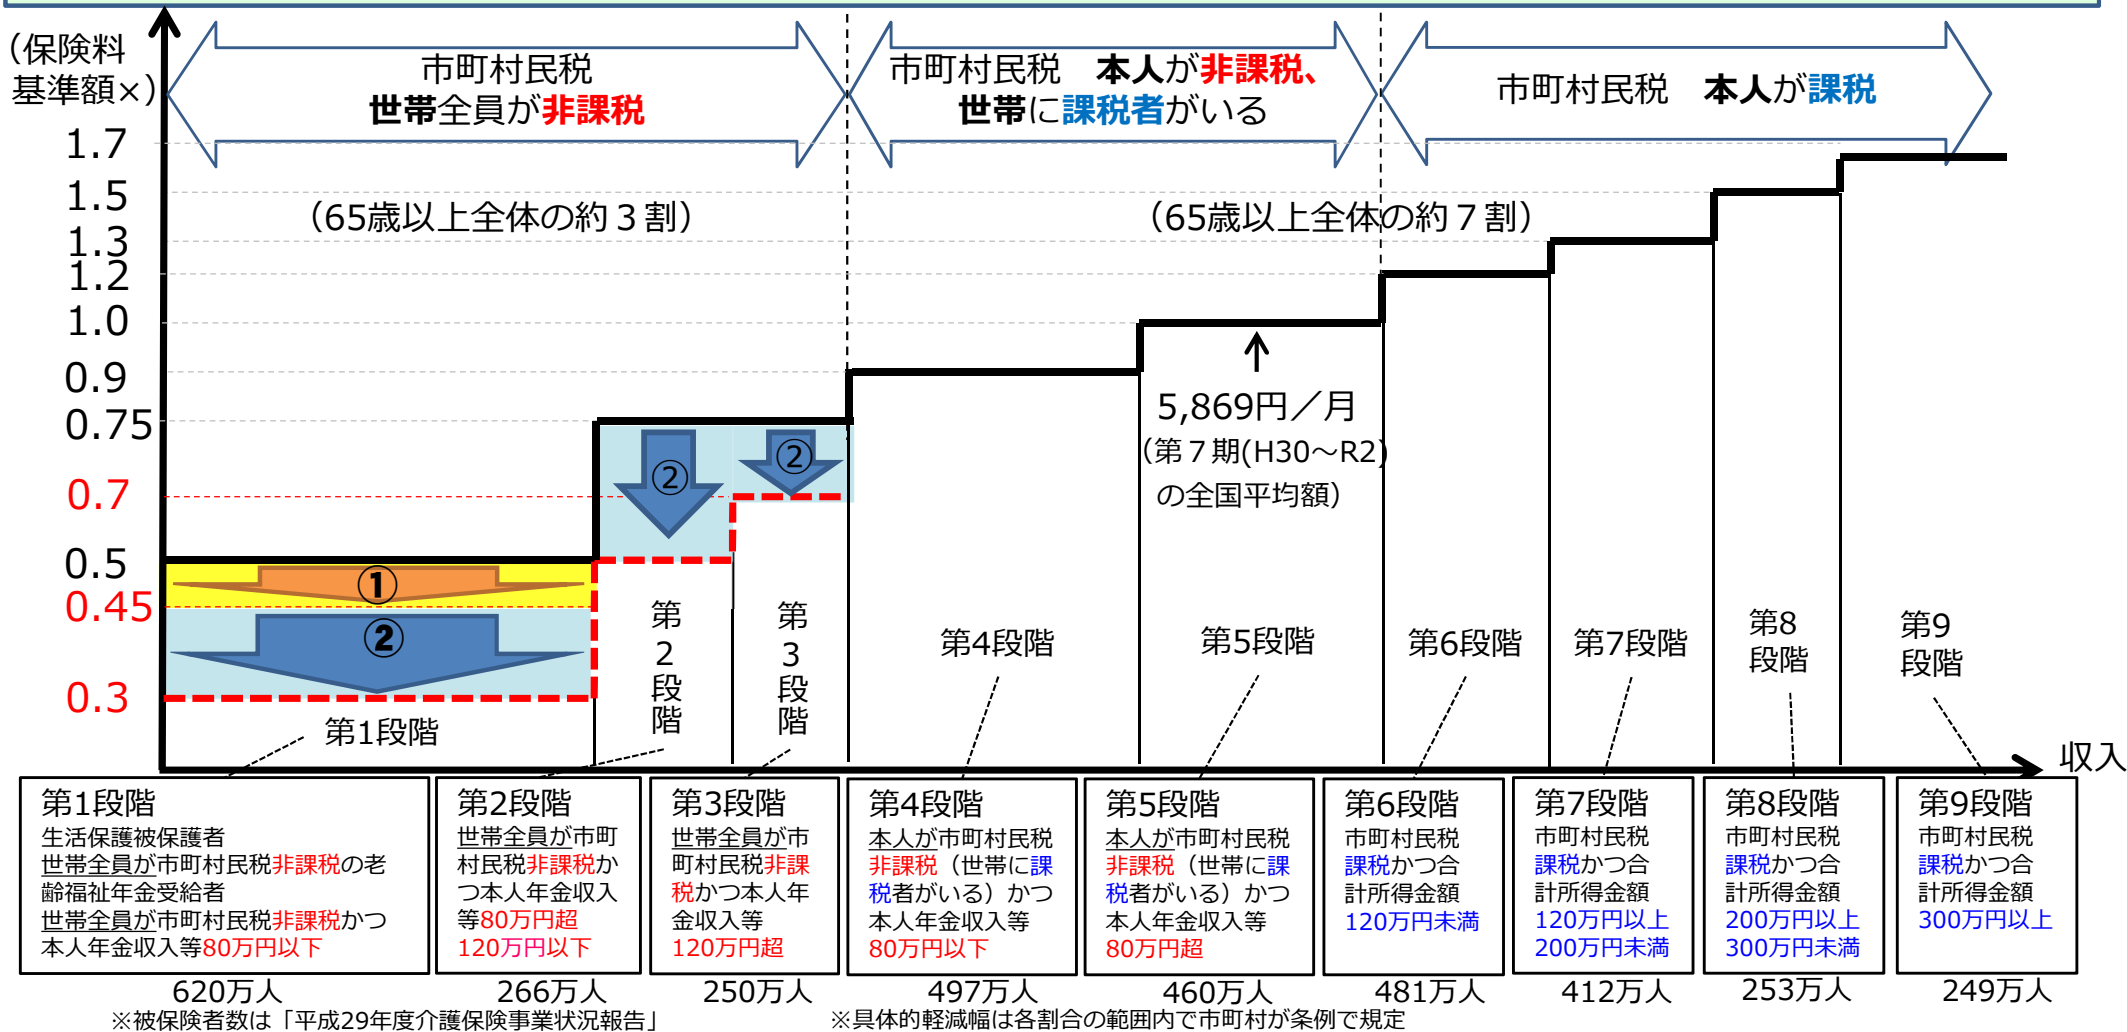 （保険料
基準額×）
市町村民税
世帯全員が非課税
市町村民税　本人が非課税、
世帯に課税者がいる
市町村民税　本人が課税
1.7
1.5
1.3
1.2
1.0
0.9
0.75
0.7
0.5
0.45
0.3
（65歳以上全体の約３割）
（65歳以上全体の約７割）
5,869円／月
（第７期(H30～R2)
の全国平均額）
②
②
①
②
第1段階
第２段階
第３段階
第4段階
第5段階
第6段階
第7段階
第8
段階
第9
段階
収入
第1段階
生活保護被保護者
世帯全員が市町村民税非課税の老
齢福祉年金受給者
世帯全員が市町村民税非課税かつ
本人年金収入等80万円以下
第2段階
世帯全員が市町
村民税非課税か
つ本人年金収入
等80万円超
120万円以下
第3段階
世帯全員が市
町村民税非課
税かつ本人年
金収入等
120万円超
第4段階
本人が市町村民税
非課税（世帯に課
税者がいる）かつ
本人年金収入等
80万円以下
第5段階
本人が市町村民税
非課税（世帯に課
税者がいる）かつ
本人年金収入等
80万円超
第6段階
市町村民税
課税かつ合
計所得金額
120万円未満
第7段階
市町村民税
課税かつ合
計所得金額
120万円以上
200万円未満
第8段階
市町村民税
課税かつ合
計所得金額
200万円以上
300万円未満
第9段階
市町村民税
課税かつ合
計所得金額
300万円以上
620万人
266万人
250万人
497万人
460万人
481万人
412万人
253万人
249万人
※被保険者数は「平成29年度介護保険事業状況報告」
※具体的軽減幅は各割合の範囲内で市町村が条例で規定